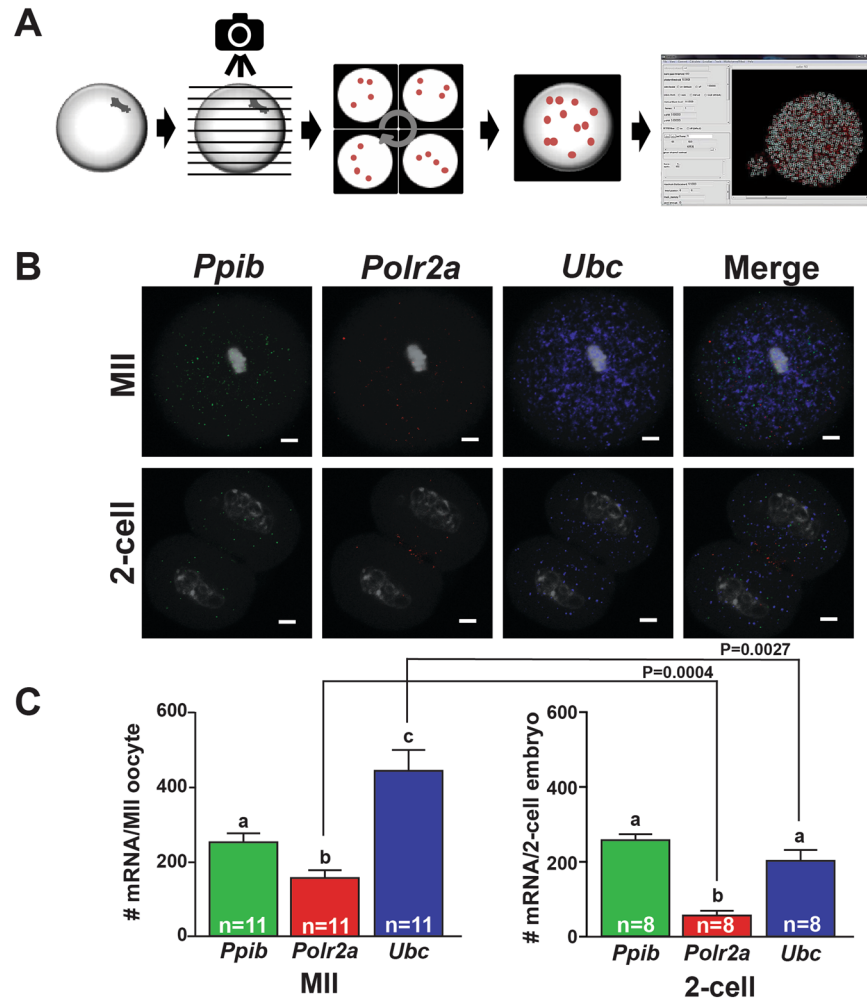 A
B
Ppib Polr2a Ubc Merge
MII
2-cell
P=0.0027
P=0.0004
C
# mRNA/MII oocyte
600
400
200
0
a
b
c
n=11 n=11 n=11
Ppib Polr2a Ubc
MII
# mRNA/2-cell embryo
600
400
200
0
a
b
a
n=8 n=8 n=8
Ppib Polr2a Ubc
2-cell